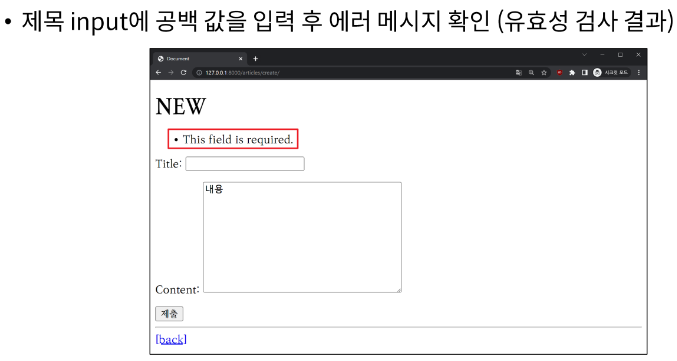 • 제목 input에 공백 값을 입력 후 에러 메시지 확인 (유효성 검사 결과)
Document
127.0.0.1:8000/articles/create/
시크릿 모드
NEW
• This field is required.
Title:
내용
Content:
제출
[back]